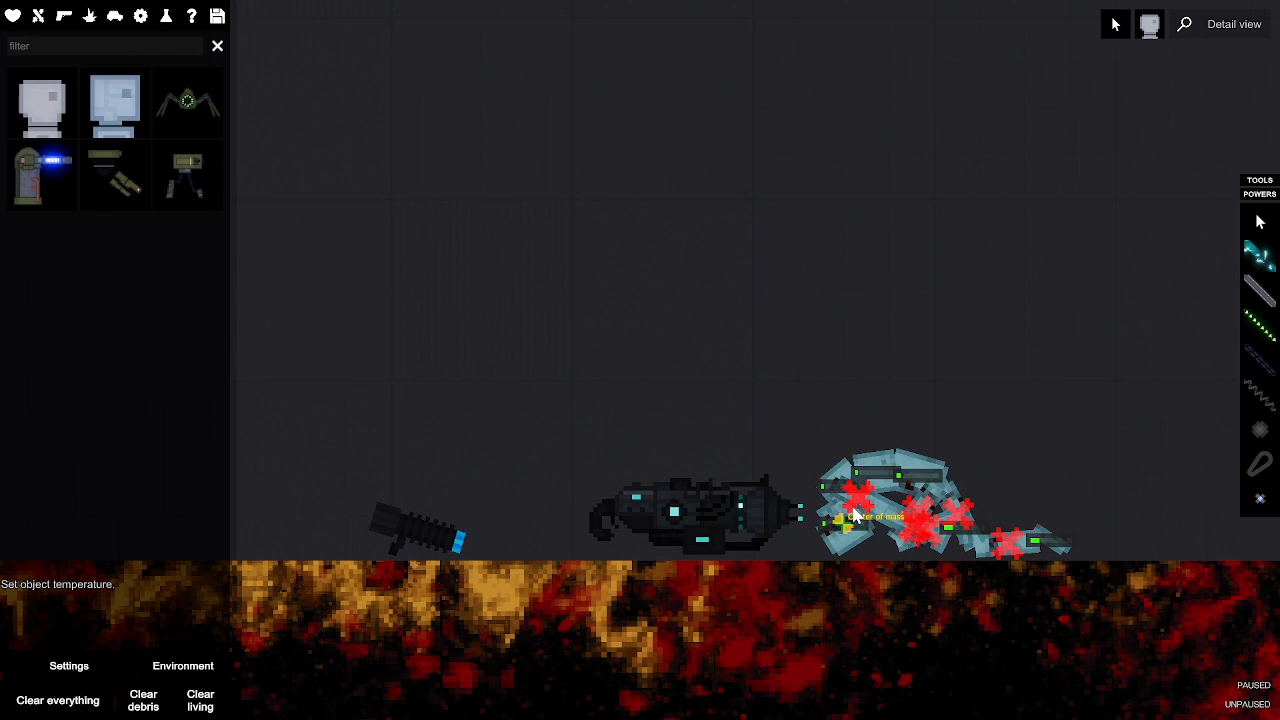 filter
Detail view
TOOLS
POWERS
Set object temperature.
Settings
Environment
Clear everything
Clear
debris
Clear
living
PAUSED
UNPAUSED